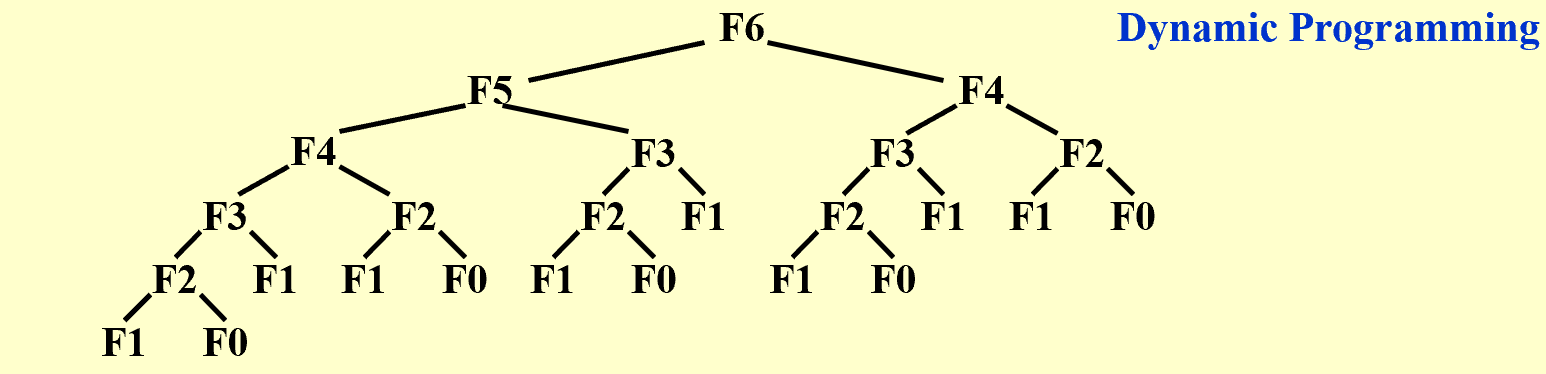 F6 Dynamic Programming
F5 F4
F4 F3 F3 F2
F3 F2 F2 F1 F2 F1 F1 F0
F2 F1 F1 F0 F1 F0 F1 F0
F1 F0